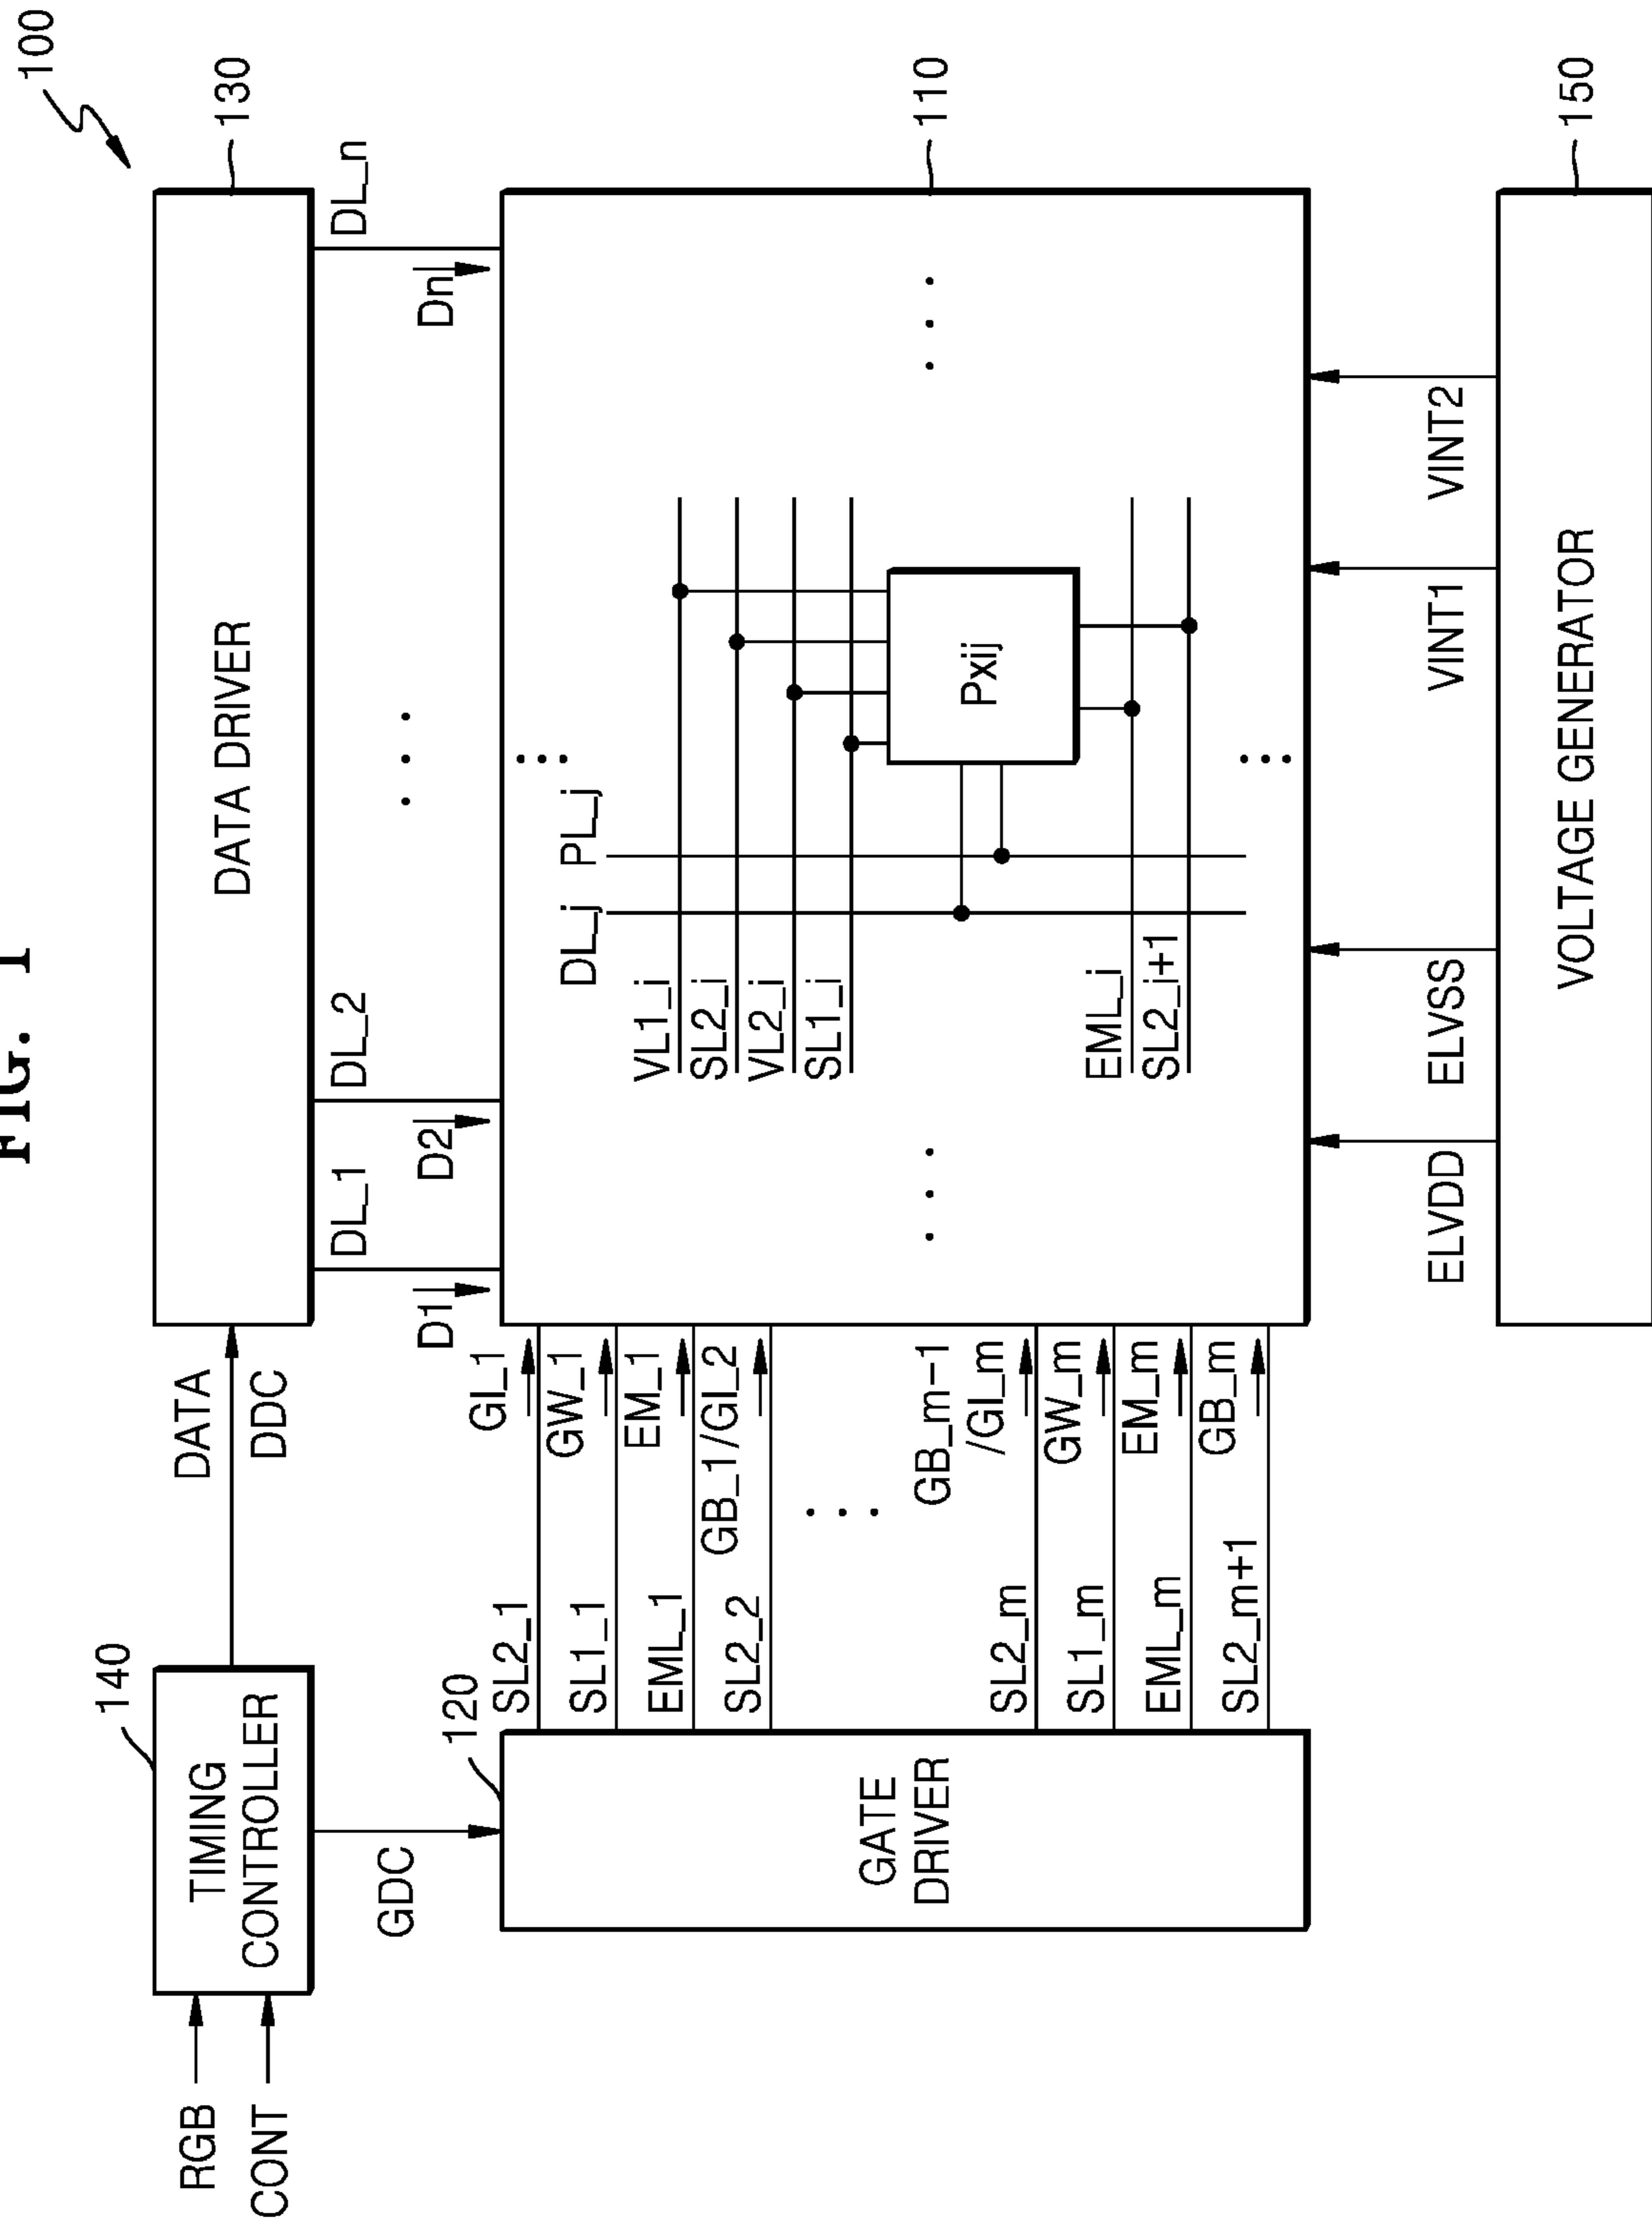 FIG. 1
100
RGB
CONT
TIMING
CONTROLLER
140
DATA
DDC
DATA DRIVER
130
GDC
DL_1
DL_2
DL_n
D1
D2
Dn
120
GATE
DRIVER
SL2_1
GI_1
SL1_1
GW_1
EML_1
EM_1
SL2_2
GB_1/GI_2
SL2_m
GB_m-1
/GI_m
SL1_m
GW_m
EML_m
EM_m
SL2_m+1
GB_m
110
DL_j
PL_j
VL1_i
SL2_i
VL2_i
SL1_i
Pxij
EML_i
SL2_i+1
ELVDD
ELVSS
VINT1
VINT2
VOLTAGE GENERATOR
150